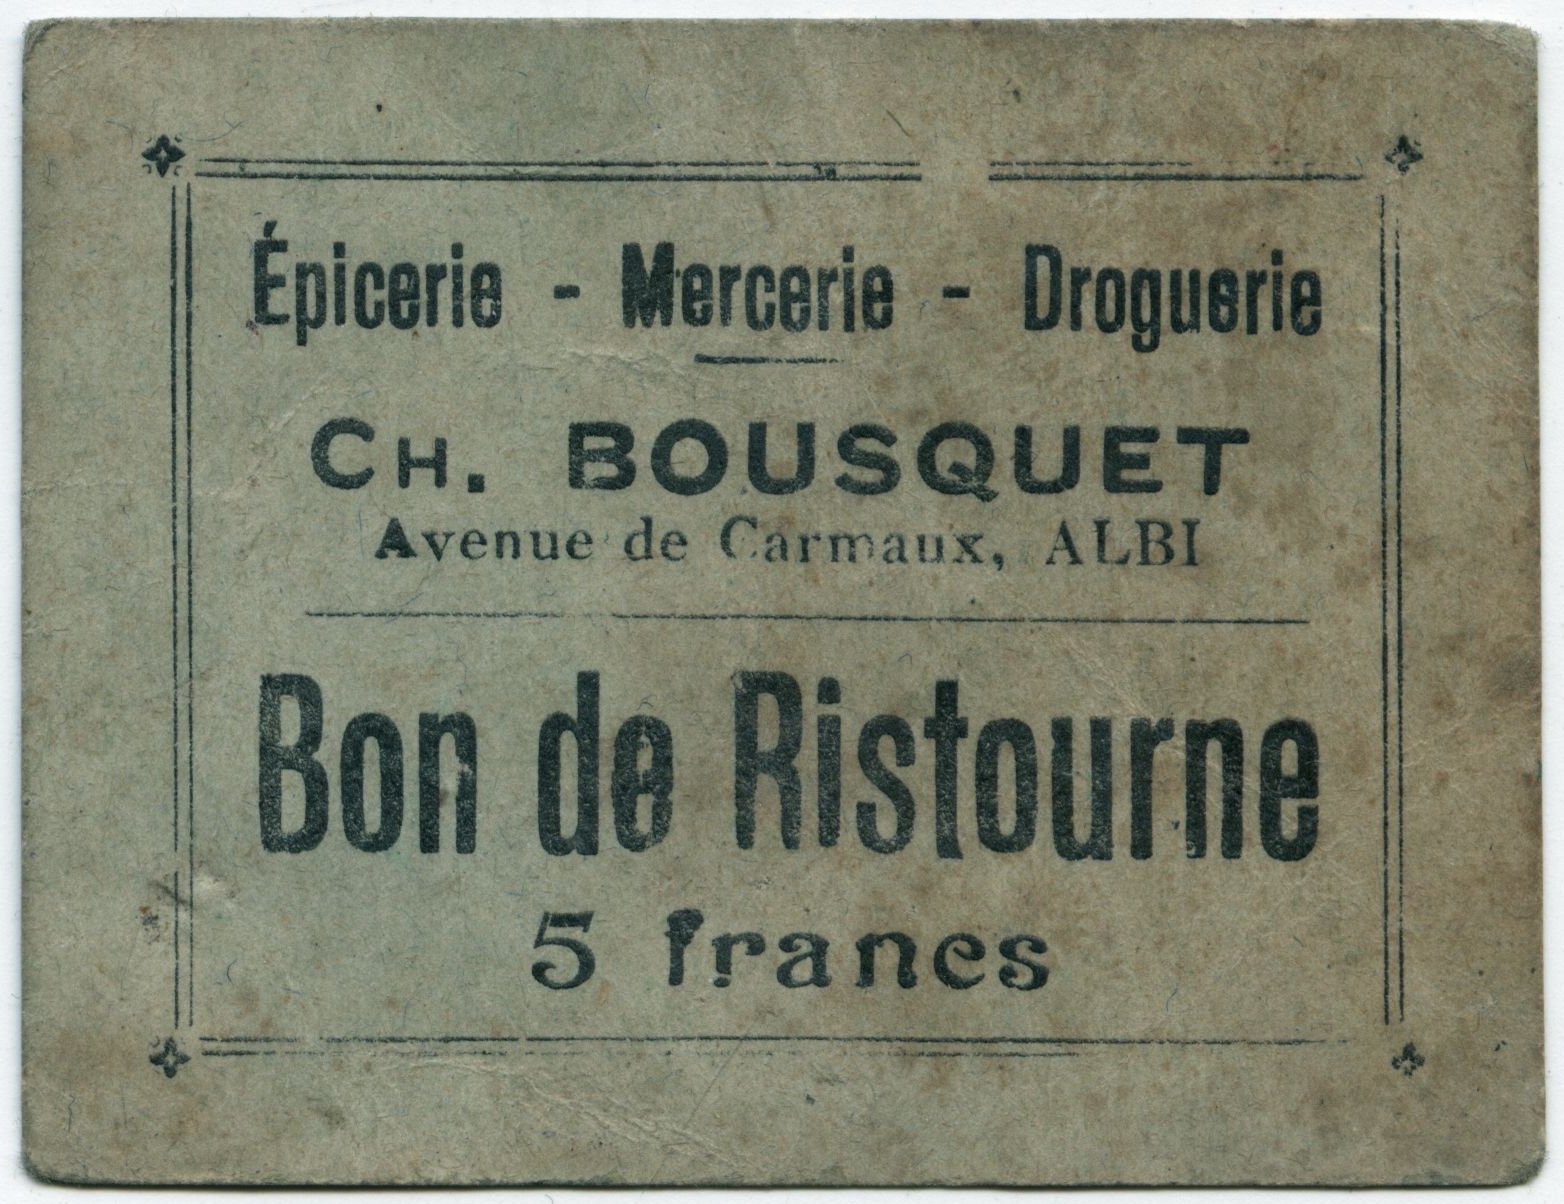 Épicerie - Mercerie - Droguerie
CH. BOUSQUET
Avenue de Carmaux, ALBI
Bon de Ristourne
5 francs